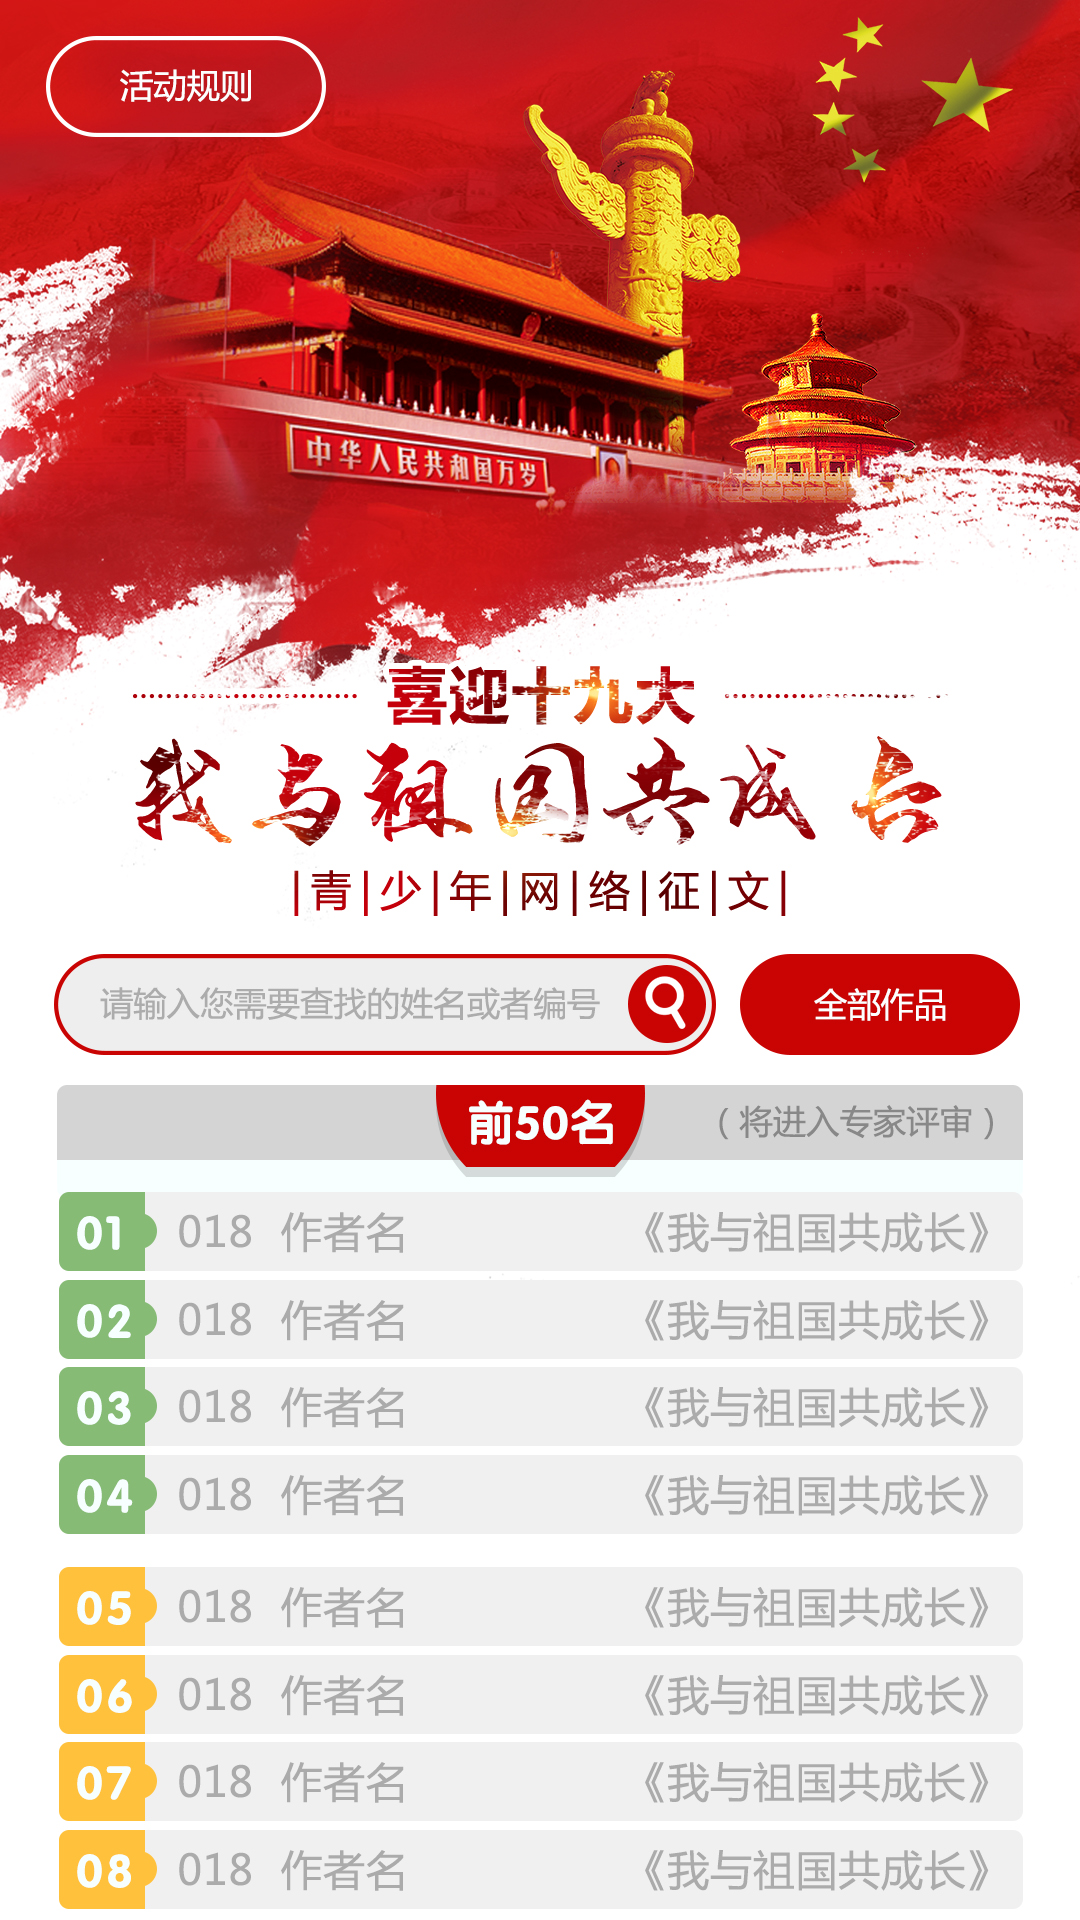 活动规则
中华人民共和国万岁
喜迎十九大
我与祖国共成长
|青|少|年|网|络|征|文|
请输入您需要查找的姓名或者编号
全部作品
前50名
（将进入专家评审）
01 018 作者名 《我与祖国共成长》
02 018 作者名 《我与祖国共成长》
03 018 作者名 《我与祖国共成长》
04 018 作者名 《我与祖国共成长》
05 018 作者名 《我与祖国共成长》
06 018 作者名 《我与祖国共成长》
07 018 作者名 《我与祖国共成长》
08 018 作者名 《我与祖国共成长》